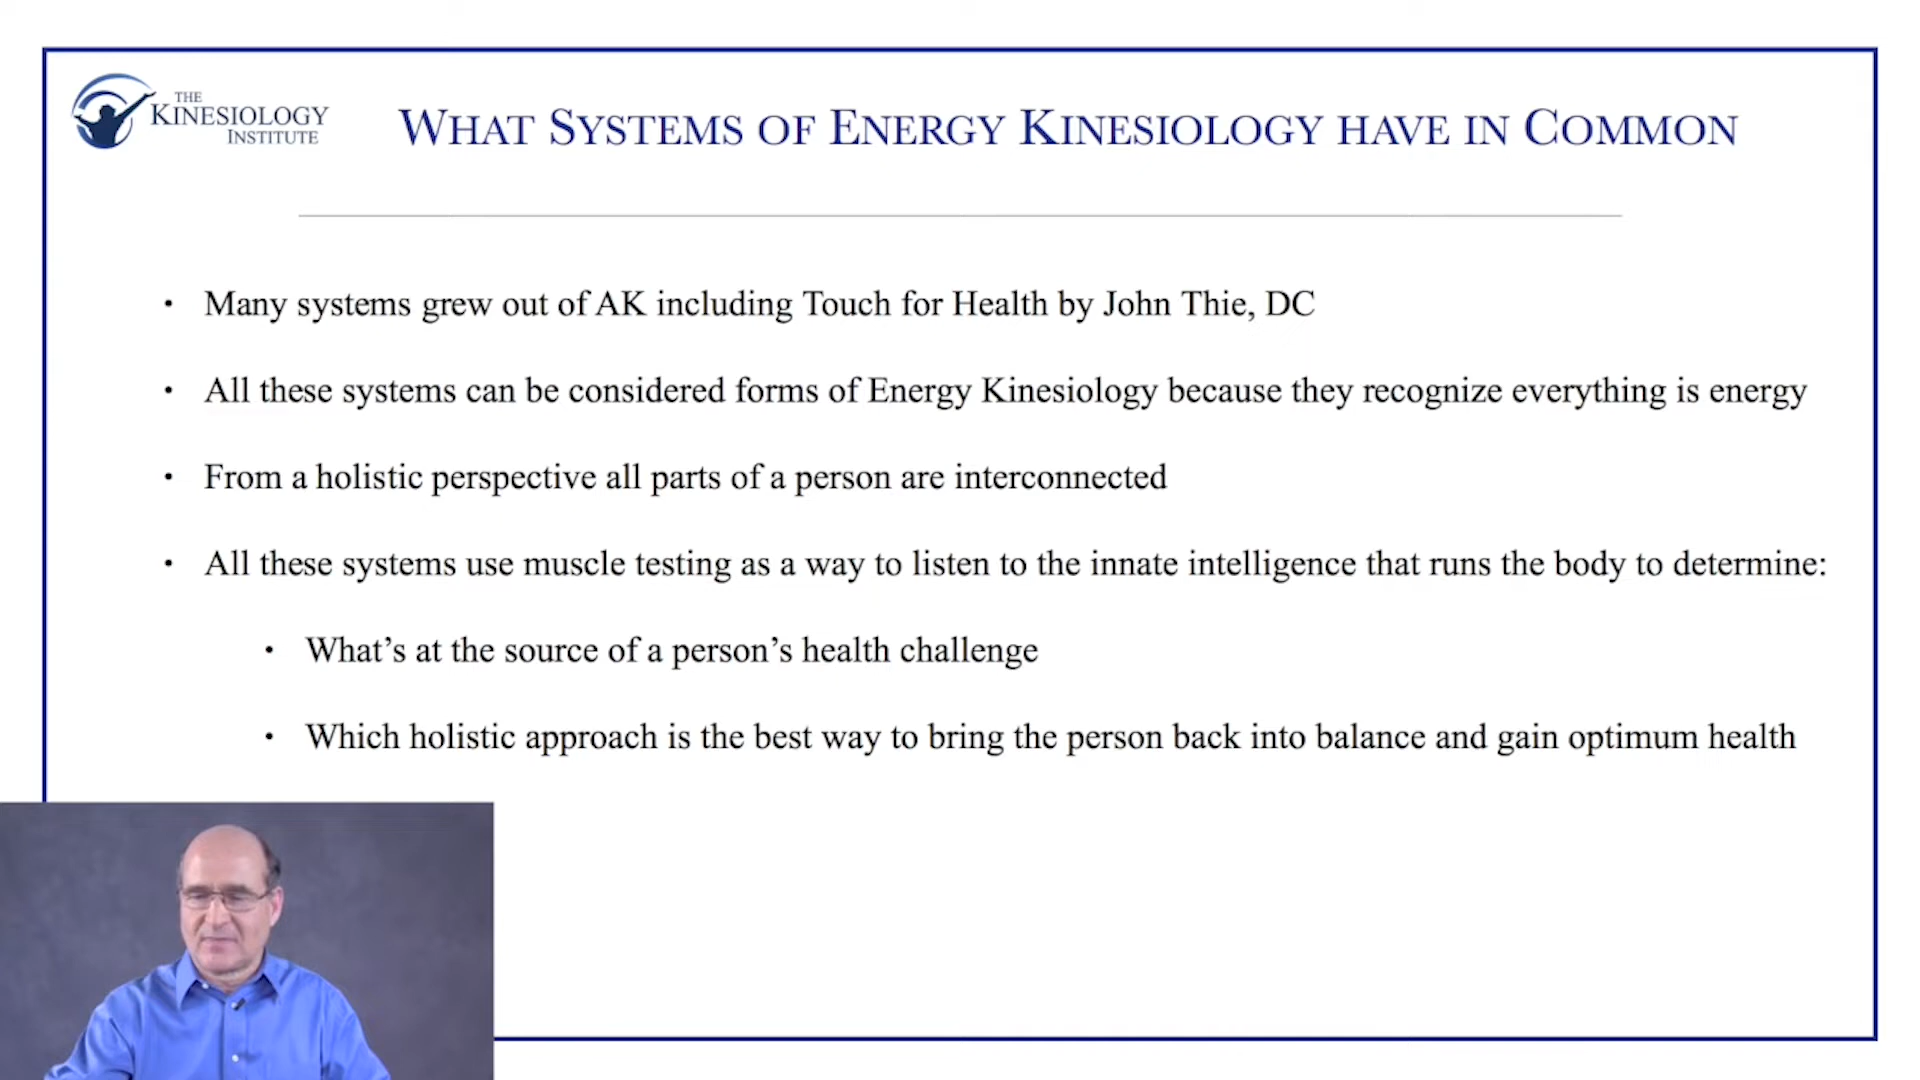 THE
KINESIOLOGY
INSTITUTE
WHAT SYSTEMS OF ENERGY KINESIOLOGY HAVE IN COMMON
• Many systems grew out of AK including Touch for Health by John Thie, DC
• All these systems can be considered forms of Energy Kinesiology because they recognize everything is energy
• From a holistic perspective all parts of a person are interconnected
• All these systems use muscle testing as a way to listen to the innate intelligence that runs the body to determine:
• What’s at the source of a person’s health challenge
• Which holistic approach is the best way to bring the person back into balance and gain optimum health